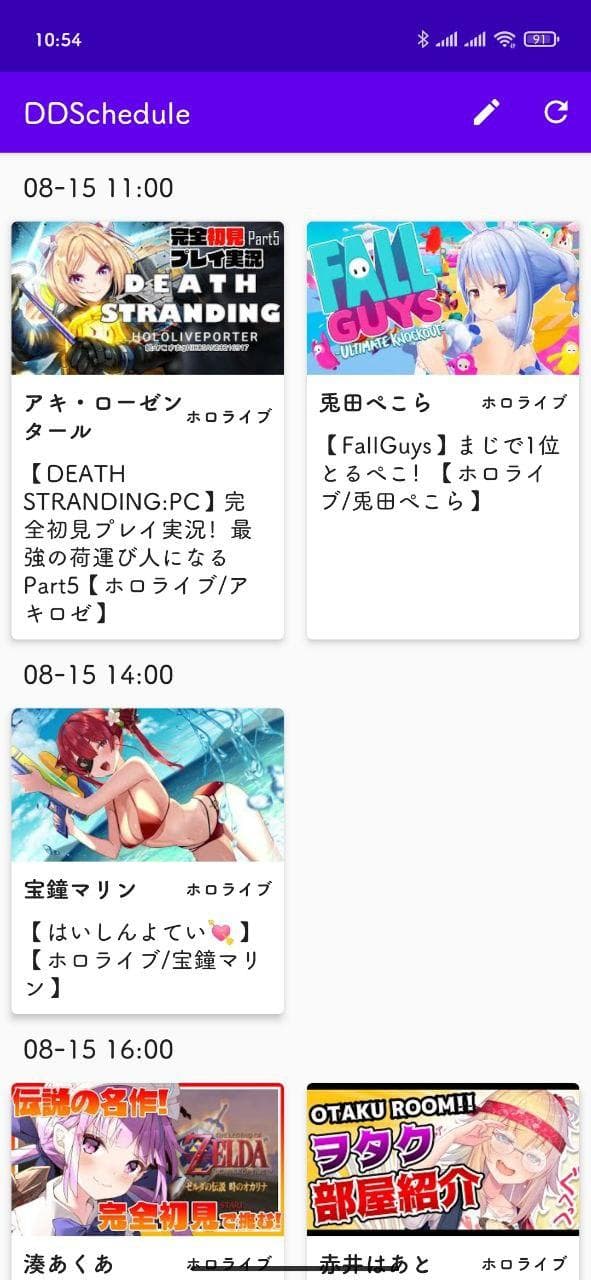 10:54
91
DDSchedule
08-15 11:00
完全初見 Part5
プレイ実況
DEATH
STRANDING
HOLOLIVEPORTER
FALL
GUYS
ULTIMATE KNOCKOUT
アキ・ローゼン
タール
ホロライブ
【DEATH
STRANDING:PC】完
全初見プレイ実況！最
強の荷運び人になる
Part5【ホロライブ/ア
キロゼ】
兎田ぺこら
ホロライブ
【FallGuys】まじで1位
とるぺこ！【ホロライ
ブ/兎田ぺこら】
08-15 14:00
宝鐘マリン
ホロライブ
【はいしんよてい💘】
【ホロライブ/宝鐘マリ
ン】
08-15 16:00
伝説の名作!
THE LEGEND OF
ZELDA
ゼルダの伝説 時のオカリナ
完全初見で挑む!
OTAKU ROOM!!
ヲタク
部屋紹介
湊あくあ
ホロライブ
赤井はあと
ホロライブ